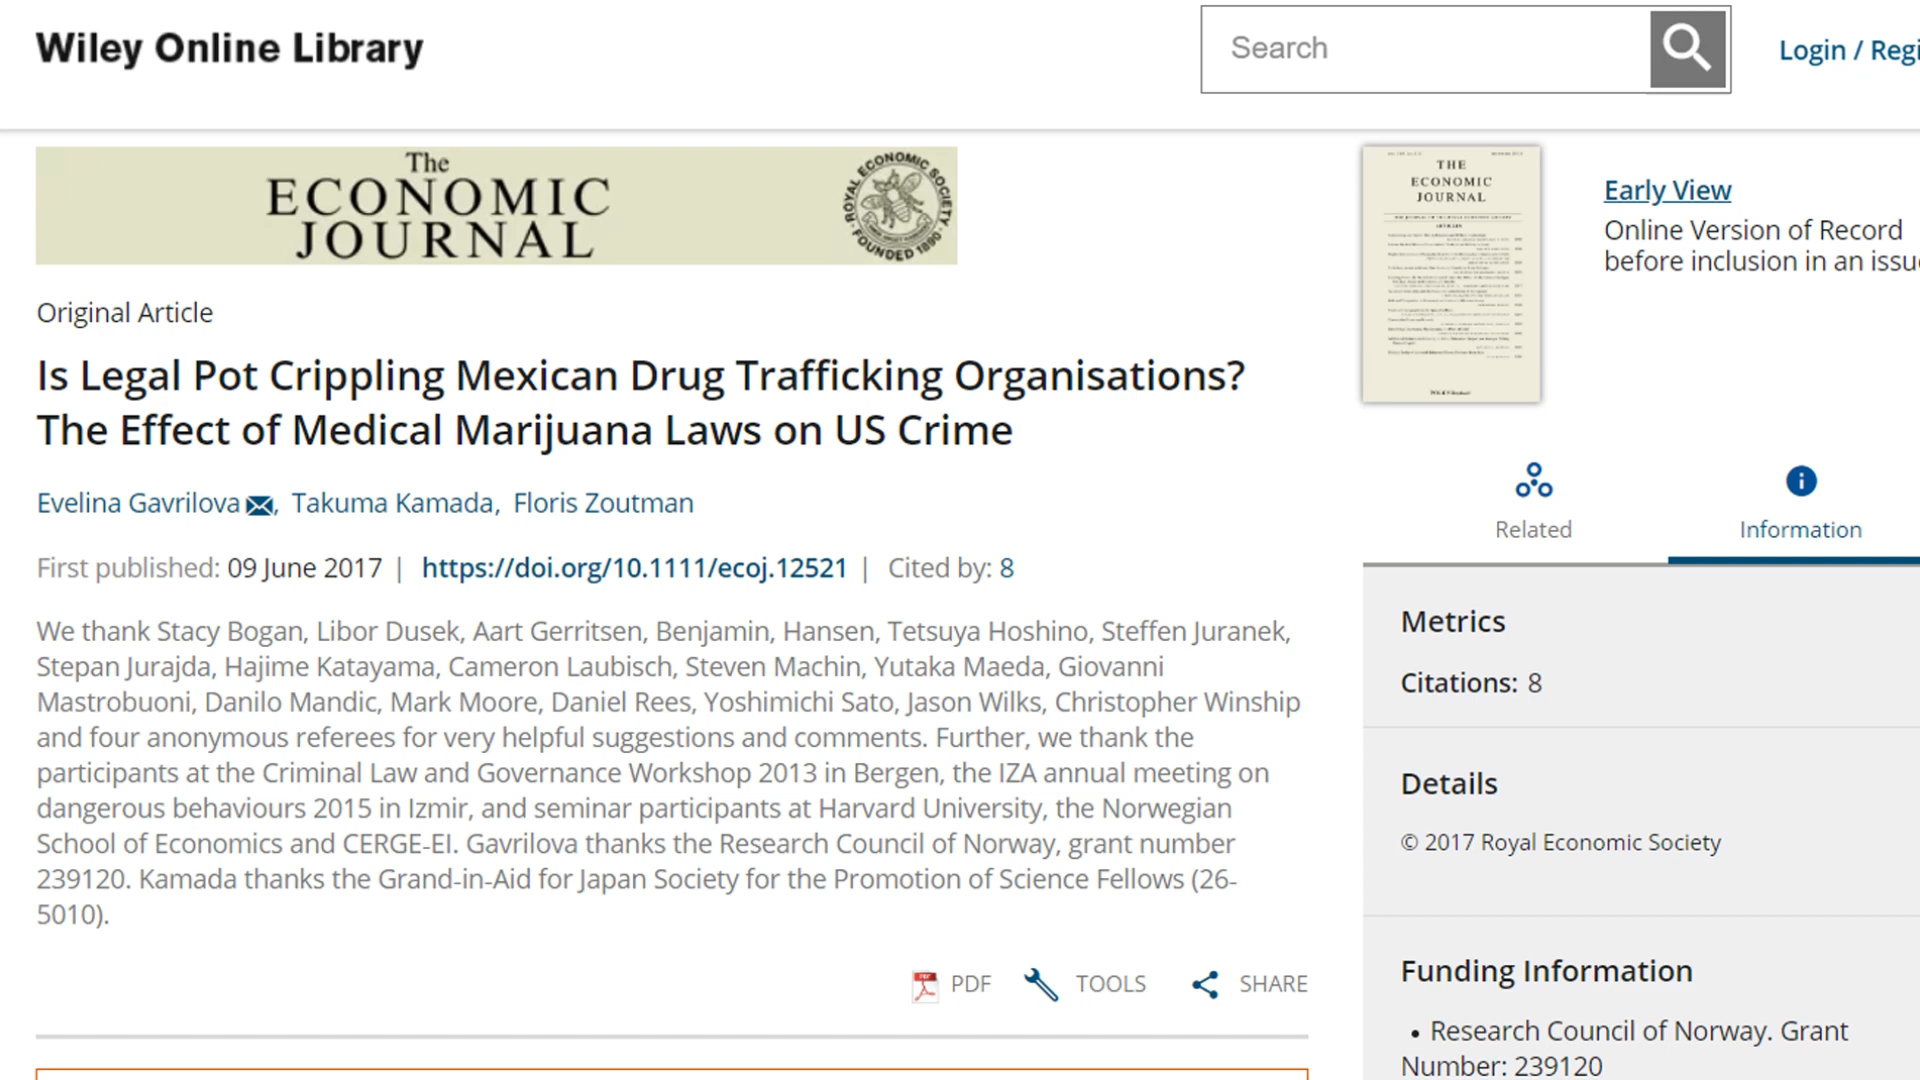 Wiley Online Library
Search
Login / Regi
The
ECONOMIC
JOURNAL
ROYAL ECONOMIC SOCIETY
FOUNDED 1890
THE
ECONOMIC
JOURNAL
ARTICLES
Early View
Online Version of Record
before inclusion in an issu
Original Article
Is Legal Pot Crippling Mexican Drug Trafficking Organisations?
The Effect of Medical Marijuana Laws on US Crime
Evelina Gavrilova, Takuma Kamada, Floris Zoutman
First published: 09 June 2017 | https://doi.org/10.1111/ecoj.12521 | Cited by: 8
We thank Stacy Bogan, Libor Dusek, Aart Gerritsen, Benjamin, Hansen, Tetsuya Hoshino, Steffen Juranek,
Stepan Jurajda, Hajime Katayama, Cameron Laubisch, Steven Machin, Yutaka Maeda, Giovanni
Mastrobuoni, Danilo Mandic, Mark Moore, Daniel Rees, Yoshimichi Sato, Jason Wilks, Christopher Winship
and four anonymous referees for very helpful suggestions and comments. Further, we thank the
participants at the Criminal Law and Governance Workshop 2013 in Bergen, the IZA annual meeting on
dangerous behaviours 2015 in Izmir, and seminar participants at Harvard University, the Norwegian
School of Economics and CERGE-EI. Gavrilova thanks the Research Council of Norway, grant number
239120. Kamada thanks the Grand-in-Aid for Japan Society for the Promotion of Science Fellows (26-
5010).
PDF TOOLS SHARE
Related
Information
Metrics
Citations: 8
Details
© 2017 Royal Economic Society
Funding Information
• Research Council of Norway. Grant
Number: 239120